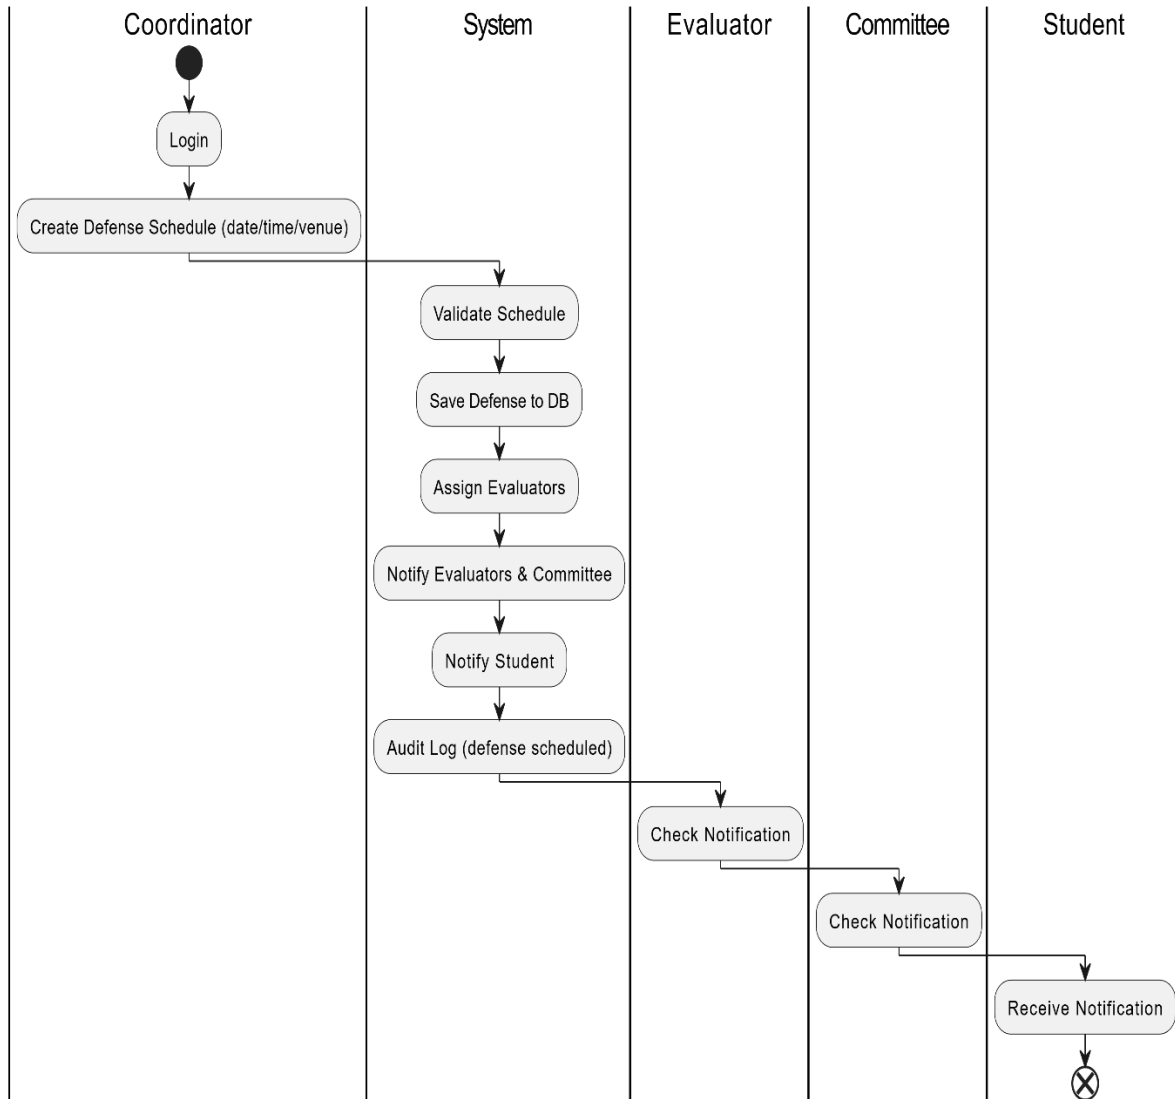 Coordinator
System
Evaluator
Committee
Student
Login
Create Defense Schedule (date/time/venue)
Validate Schedule
Save Defense to DB
Assign Evaluators
Notify Evaluators & Committee
Notify Student
Audit Log (defense scheduled)
Check Notification
Check Notification
Receive Notification